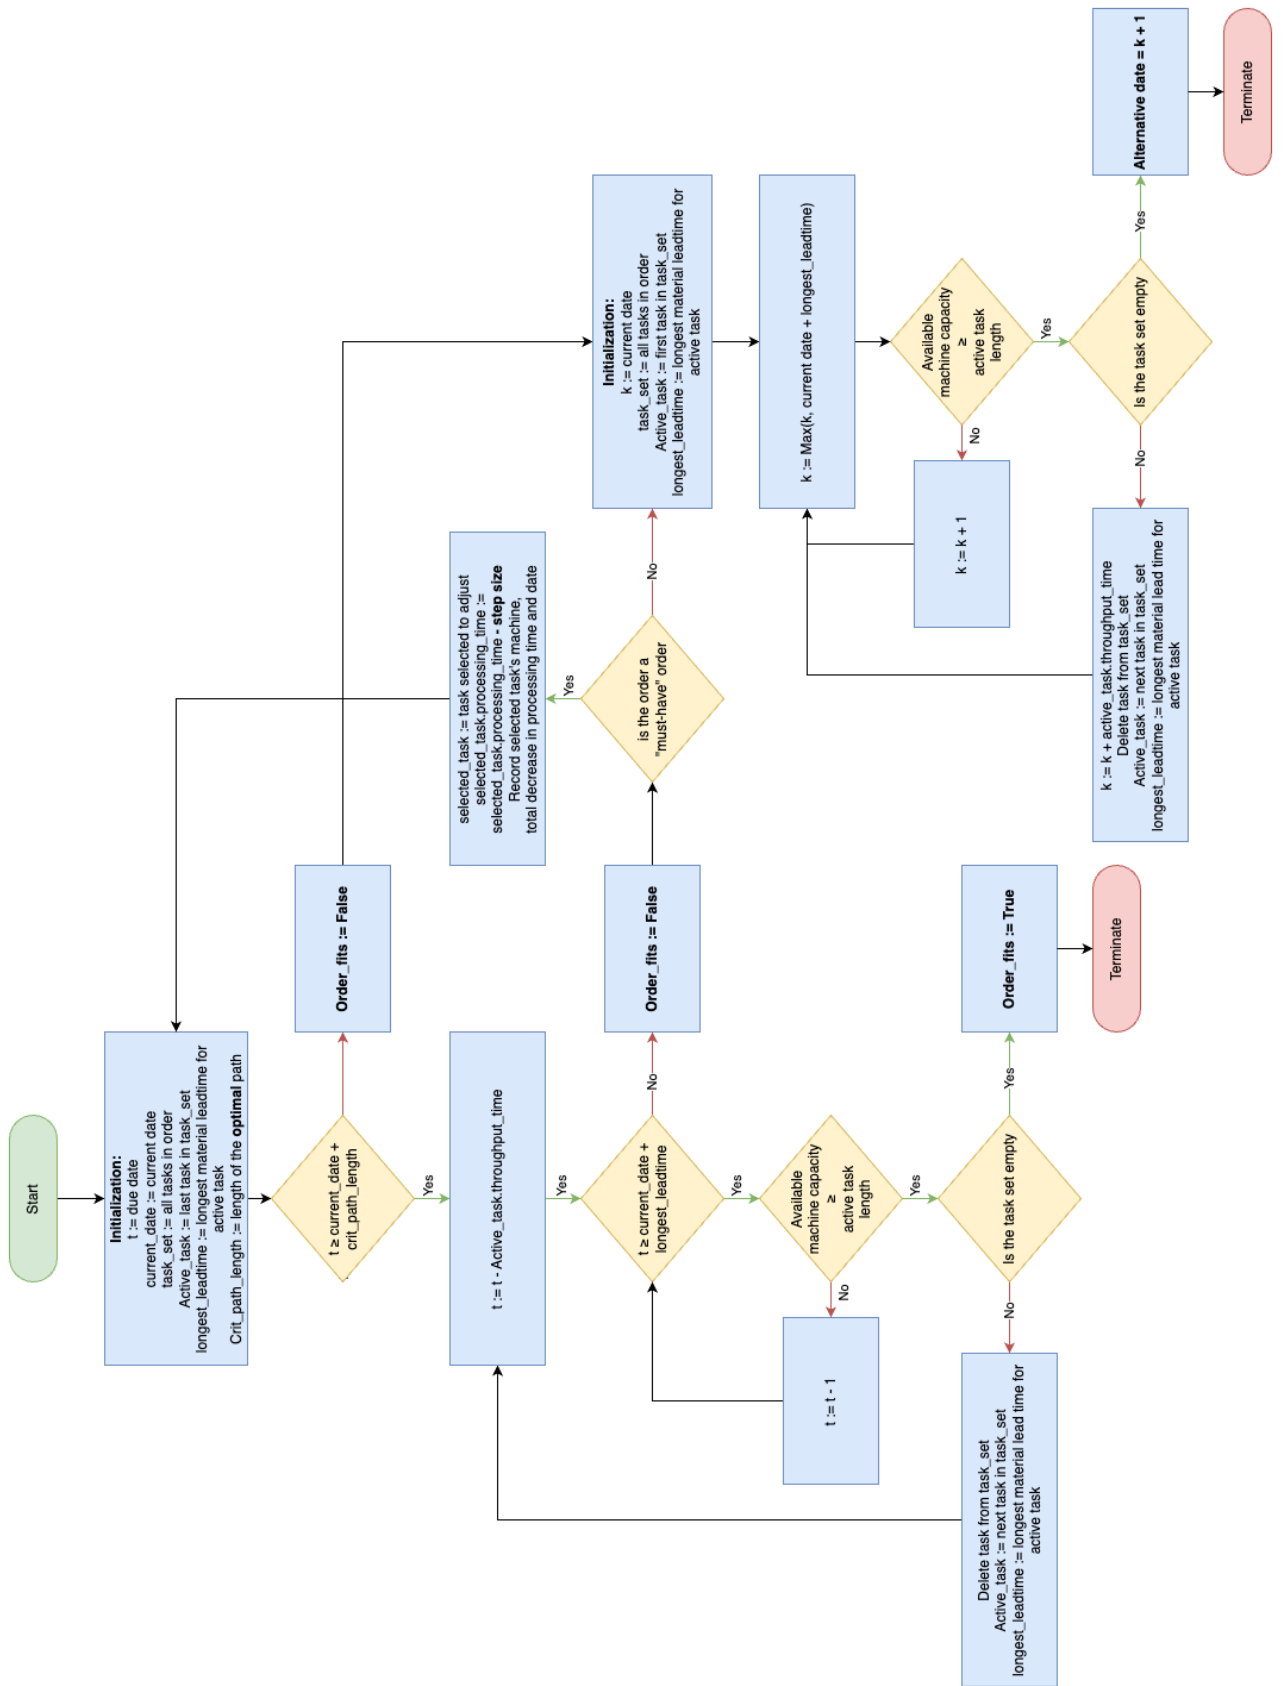 Start
Initialization:
t := due date
current_date := current date
task_set := all tasks in order
Active_task := last task in task_set
longest_leadtime := longest material leadtime for
active task
Crit_path_length := length of the optimal path
t ≥ current_date +
crit_path_length
Order_fits := False
Yes
t := t - Active_task.throughput_time
Yes
t ≥ current_date +
longest_leadtime
No
Order_fits := False
is the order a
"must-have" order
Yes
selected_task := task selected to adjust
selected_task.processing_time :=
selected_task.processing_time - step size
Record selected task's machine,
total decrease in processing time and date
No
Yes
Available
machine capacity
≥
active task
length
No
t := t - 1
Yes
Is the task set empty
No
Delete task from task_set
Active_task := next task in task_set
longest_leadtime := longest material lead time for
active task
Yes
Order_fits := True
Terminate
Initialization:
k := current date
task_set := all tasks in order
Active_task := first task in task_set
longest_leadtime := longest material leadtime for
active task
k := Max(k, current date + longest_leadtime)
Available
machine capacity
≥
active task
length
No
k := k + 1
Yes
Is the task set empty
No
k := k + active_task.throughput_time
Delete task from task_set
Active_task := next task in task_set
longest_leadtime := longest material lead time for
active task
Yes
Alternative date = k + 1
Terminate